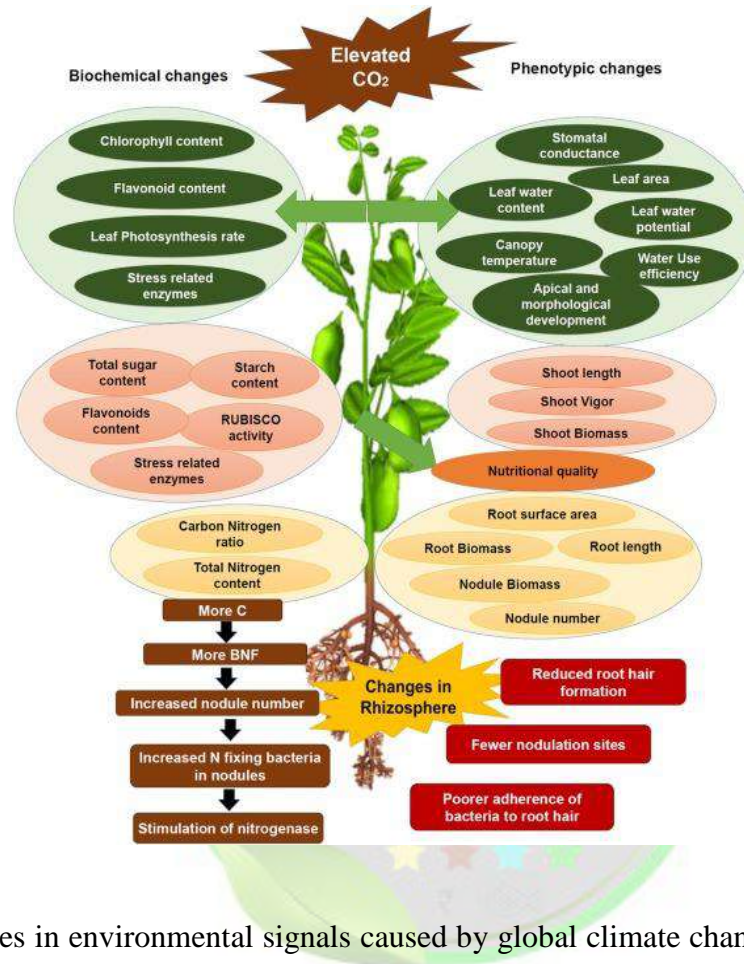 Elevated
CO₂
Biochemical changes
Phenotypic changes
Chlorophyll content
Flavonoid content
Leaf Photosynthesis rate
Stress related
enzymes
Stomatal
conductance
Leaf area
Leaf water
content
Leaf water
potential
Canopy
temperature
Water Use
efficiency
Apical and
morphological
development
Total sugar
content
Starch
content
Flavonoids
content
RUBISCO
activity
Stress related
enzymes
Shoot length
Shoot Vigor
Shoot Biomass
Nutritional quality
Carbon Nitrogen
ratio
Total Nitrogen
content
Root surface area
Root Biomass
Root length
Nodule Biomass
Nodule number
More C
More BNF
Increased nodule number
Increased N fixing bacteria
in nodules
Stimulation of nitrogenase
Changes in
Rhizosphere
Reduced root hair
formation
Fewer nodulation sites
Poorer adherence of
bacteria to root hair
es in environmental signals caused by global climate chan